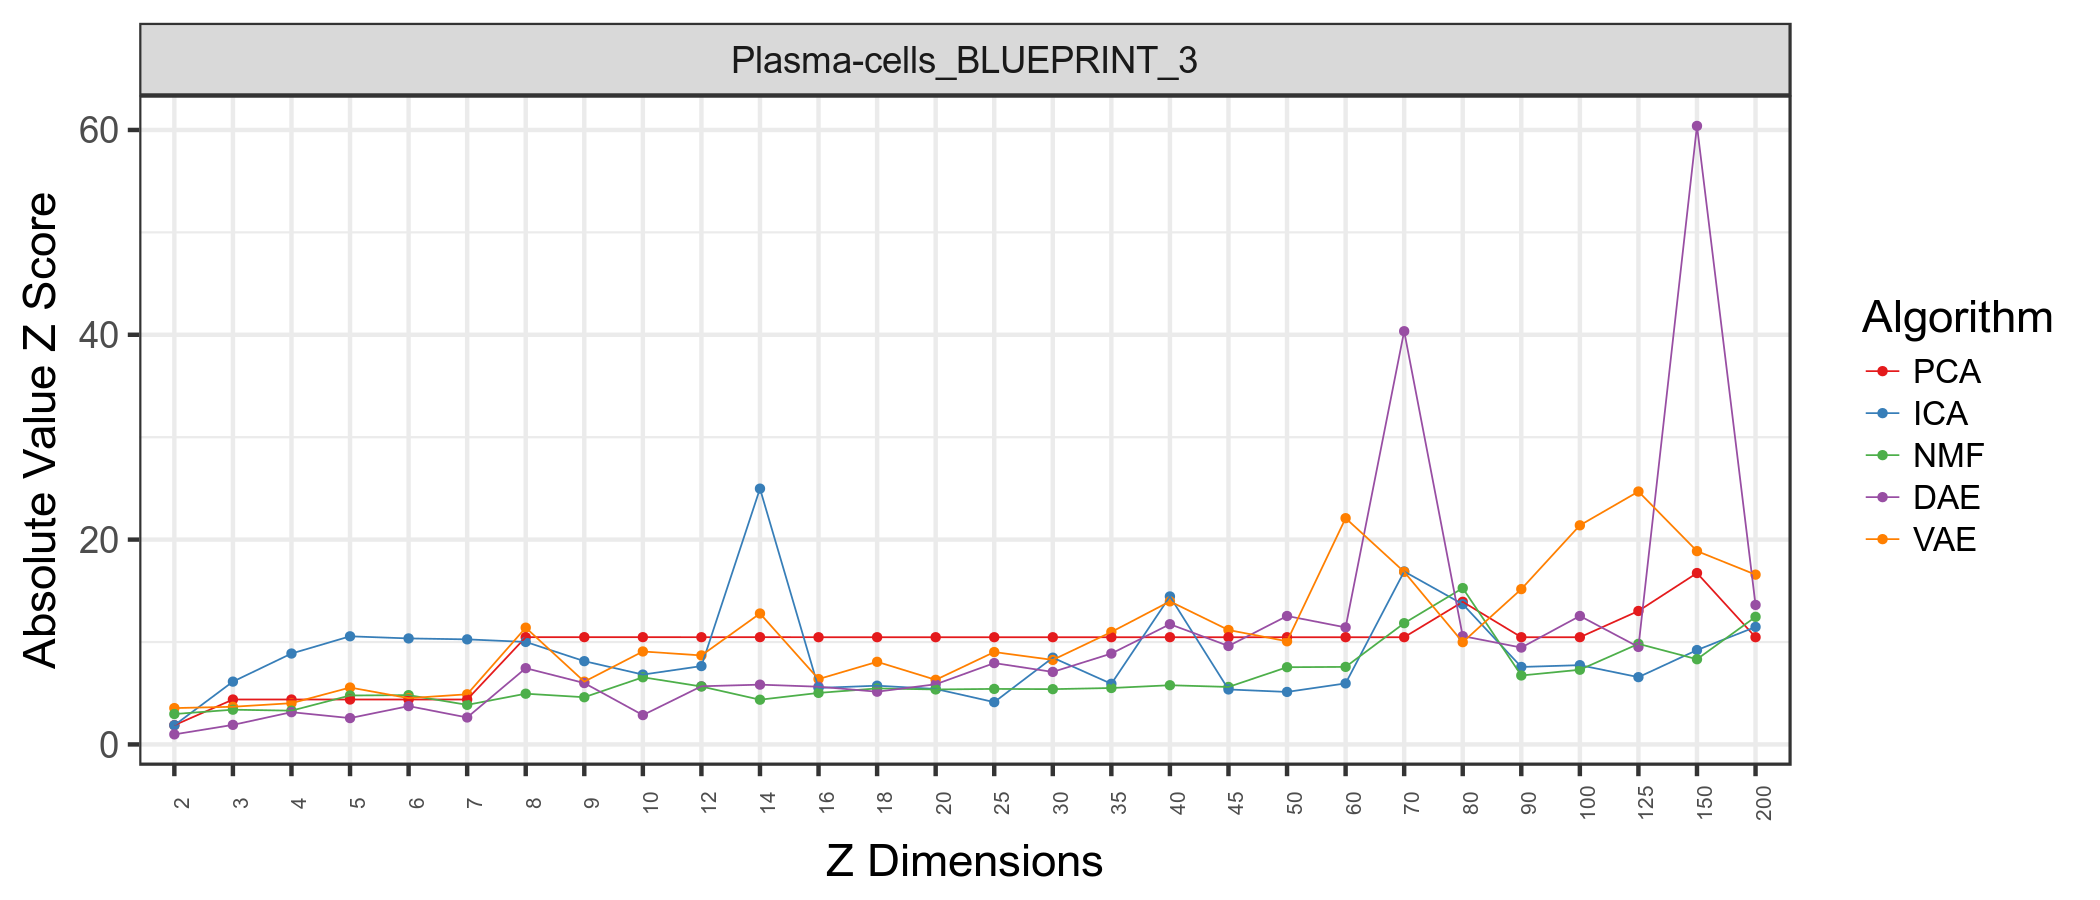 Plasma-cells_BLUEPRINT_3
Absolute Value Z Score
60
40
20
0
2 3 4 5 6 7 8 9 10 12 14 16 18 20 25 30 35 40 45 50 60 70 80 90 100 125 150 200
Z Dimensions
Algorithm
PCA
ICA
NMF
DAE
VAE